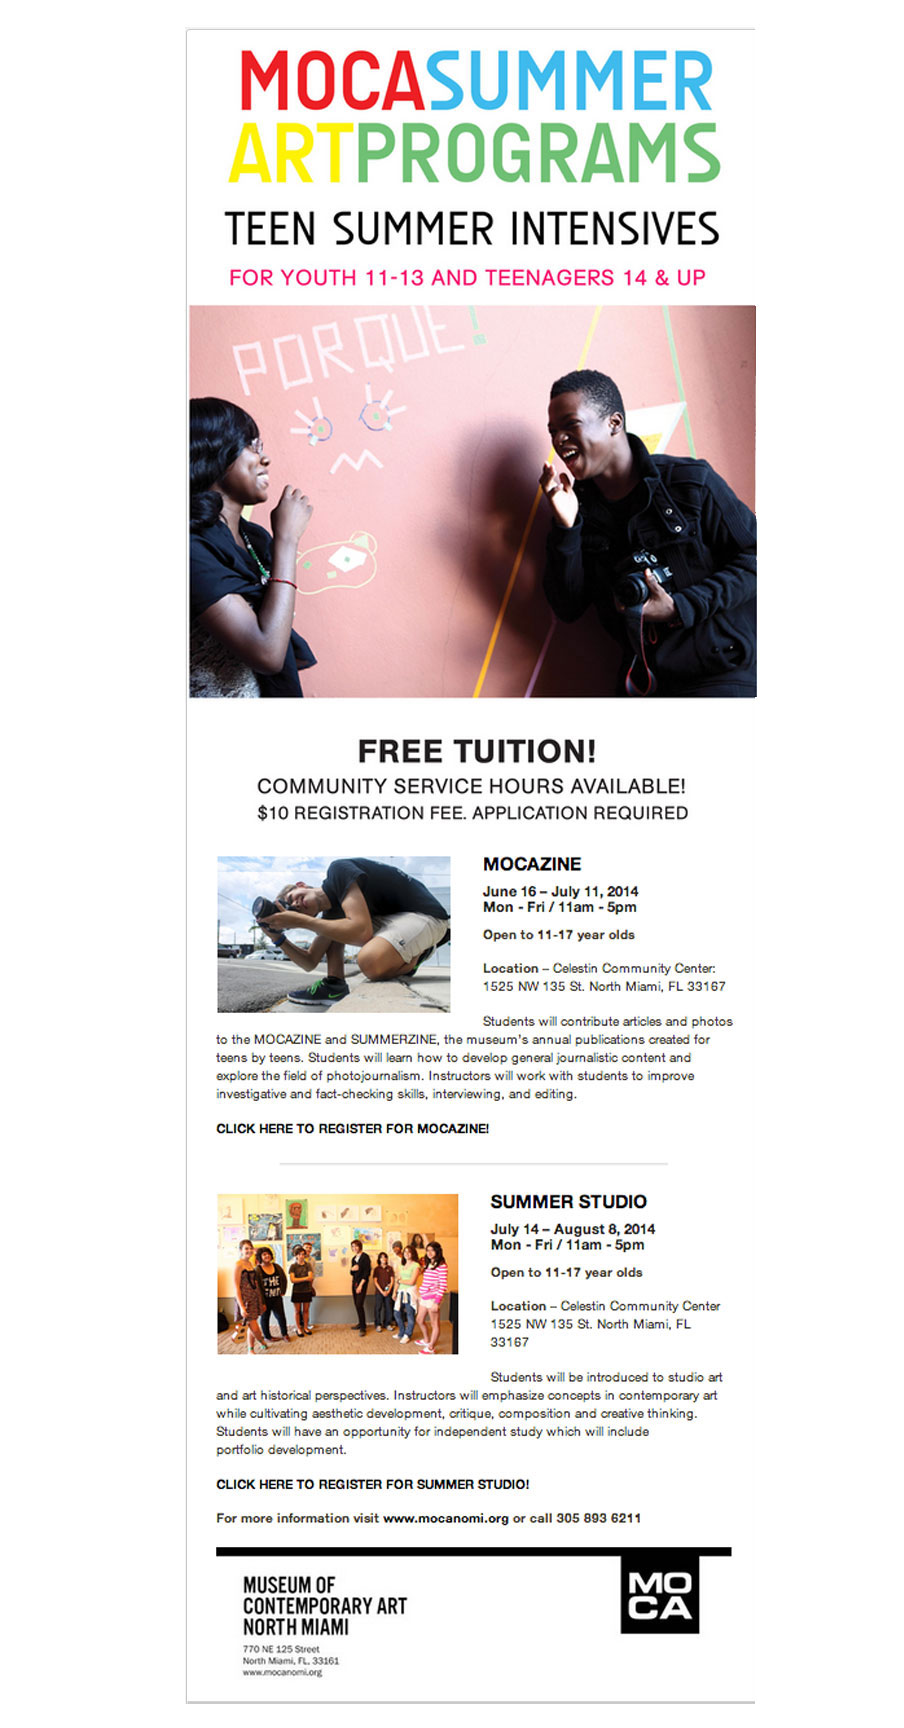 MOCASUMMER
ARTPROGRAMS
TEEN SUMMER INTENSIVES
FOR YOUTH 11-13 AND TEENAGERS 14 & UP
PORQUE!
FREE TUITION!
COMMUNITY SERVICE HOURS AVAILABLE!
$10 REGISTRATION FEE. APPLICATION REQUIRED
MOCAZINE
June 16 – July 11, 2014
Mon - Fri / 11am - 5pm
Open to 11-17 year olds
Location – Celestin Community Center:
1525 NW 135 St. North Miami, FL 33167
Students will contribute articles and photos
to the MOCAZINE and SUMMERZINE, the museum's annual publications created for
teens by teens. Students will learn how to develop general journalistic content and
explore the field of photojournalism. Instructors will work with students to improve
investigative and fact-checking skills, interviewing, and editing.
CLICK HERE TO REGISTER FOR MOCAZINE!
THE
END
SUMMER STUDIO
July 14 – August 8, 2014
Mon - Fri / 11am - 5pm
Open to 11-17 year olds
Location – Celestin Community Center
1525 NW 135 St. North Miami, FL
33167
Students will be introduced to studio art
and art historical perspectives. Instructors will emphasize concepts in contemporary art
while cultivating aesthetic development, critique, composition and creative thinking.
Students will have an opportunity for independent study which will include
portfolio development.
CLICK HERE TO REGISTER FOR SUMMER STUDIO!
For more information visit www.mocanomi.org or call 305 893 6211
MUSEUM OF
CONTEMPORARY ART
NORTH MIAMI
770 NE 125 Street
North Miami, FL, 33161
www.mocanomi.org
MO
CA